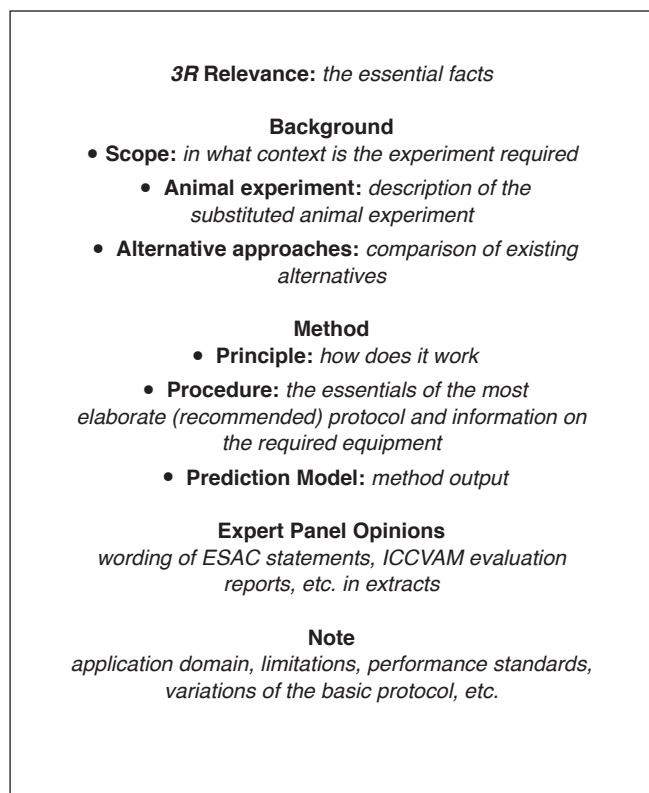 3R Relevance: the essential facts
Background
• Scope: in what context is the experiment required
• Animal experiment: description of the
substituted animal experiment
• Alternative approaches: comparison of existing
alternatives
Method
• Principle: how does it work
• Procedure: the essentials of the most
elaborate (recommended) protocol and information on
the required equipment
• Prediction Model: method output
Expert Panel Opinions
wording of ESAC statements, ICCVAM evaluation
reports, etc. in extracts
Note
application domain, limitations, performance standards,
variations of the basic protocol, etc.